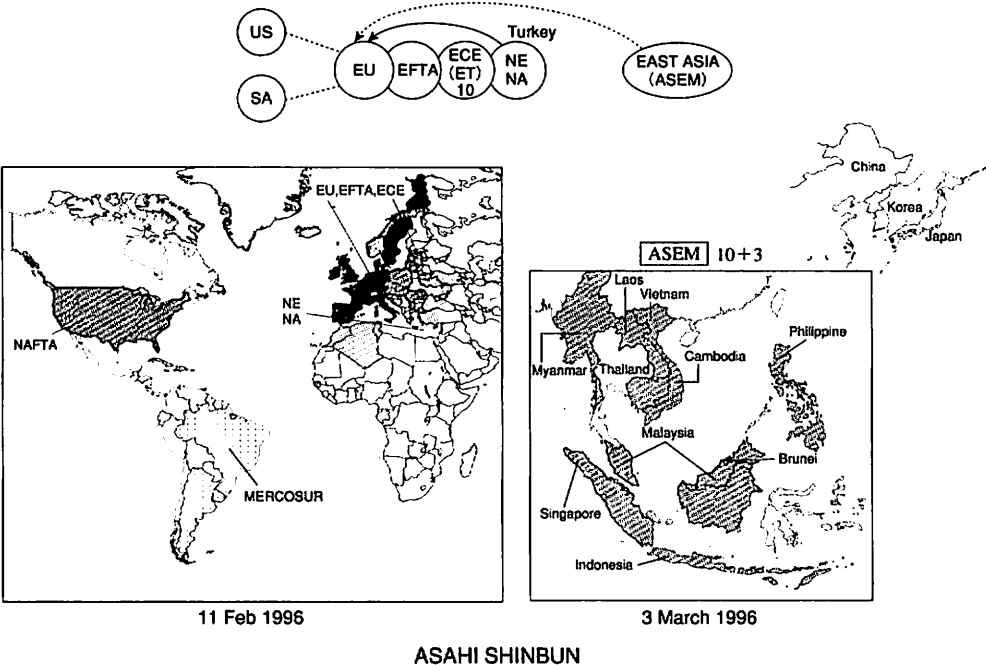 US
Turkey
EU
EFTA
ECE
(ET)
10
NE
NA
EAST ASIA
(ASEM)
SA
China
Korea
Japan
EU,EFTA,ECE
NE
NA
NAFTA
MERCOSUR
11 Feb 1996
ASEM 10+3
Laos
Vietnam
Philippine
Myanmar
Thailand
Cambodia
Malaysia
Brunei
Singapore
Indonesia
3 March 1996
ASAHI SHINBUN